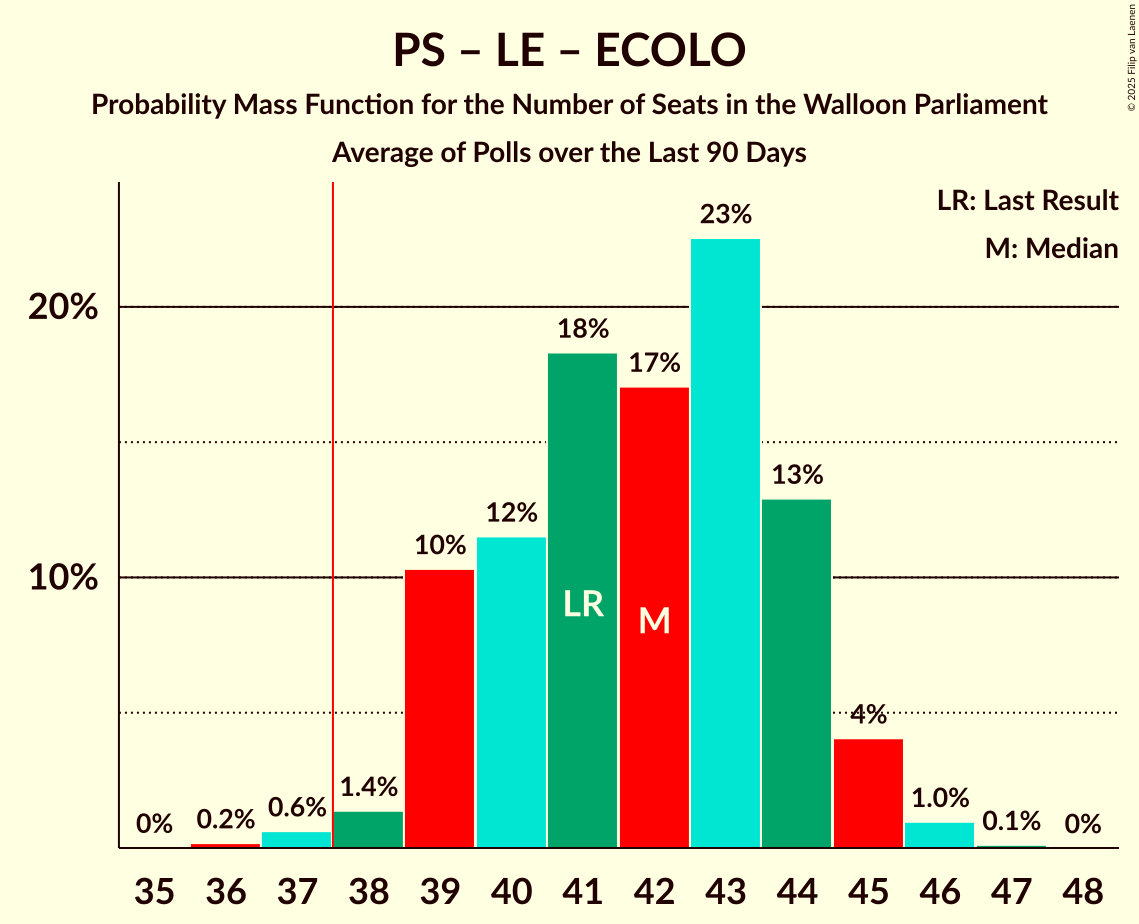 PS – LE – ECOLO
Probability Mass Function for the Number of Seats in the Walloon Parliament
Average of Polls over the Last 90 Days
© 2025 Filip van Laenen
LR: Last Result
M: Median
20%
10%
0%
0.2%
0.6%
1.4%
10%
12%
18%
17%
23%
13%
4%
1.0%
0.1%
0%
LR
M
35 36 37 38 39 40 41 42 43 44 45 46 47 48